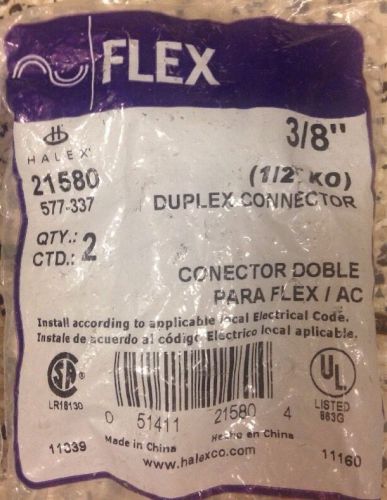 FLEX
HALEX
3/8"
21580
(1/2" KO)
577-337
DUPLEX CONNECTOR
QTY.:
CTD.: 2
CONECTOR DOBLE
PARA FLEX / AC
Install according to applicable local Electrical Code.
Instale de acuerdo al código Electrico local aplicable.
LR18130
UL
LISTED
863G
0 51411 21580 4
Made in China
Hecho en China
11339
www.halexco.com
11160